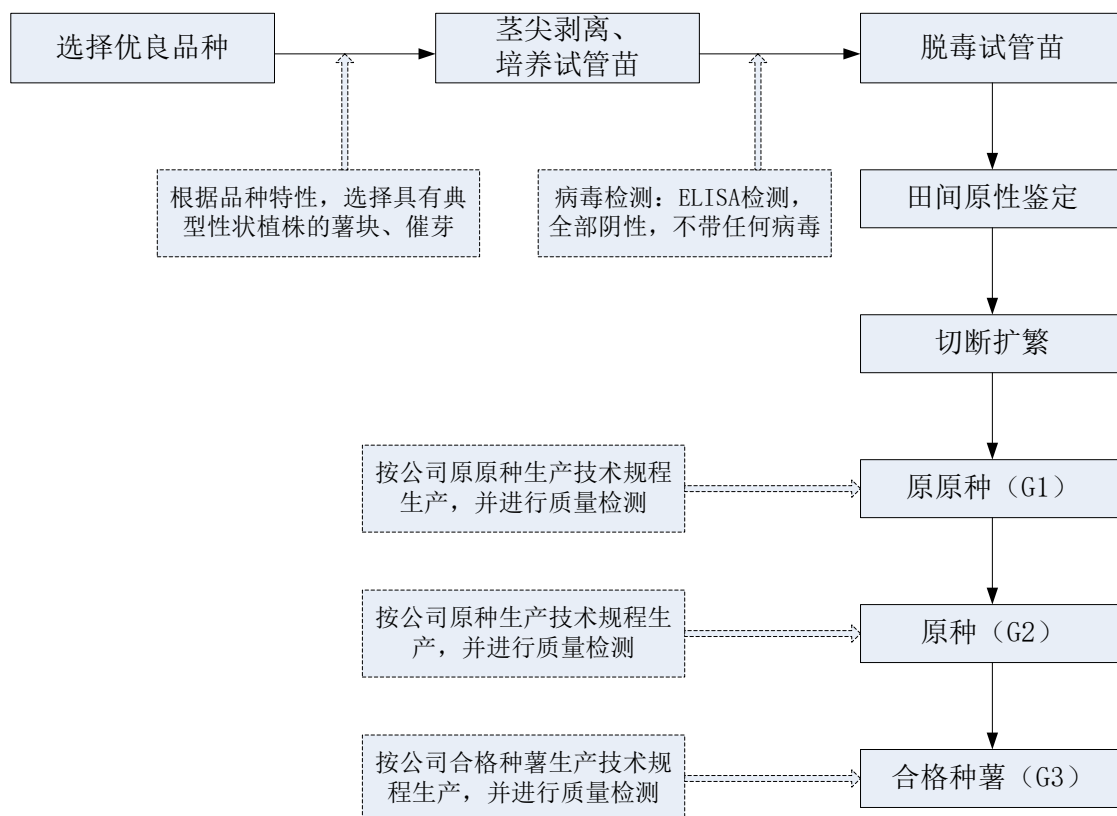 选择优良品种
茎尖剥离、
培养试管苗
脱毒试管苗
根据品种特性，选择具有典
型性状植株的薯块、催芽
病毒检测：ELISA检测，
全部阴性，不带任何病毒
田间原性鉴定
切断扩繁
按公司原原种生产技术规程
生产，并进行质量检测
原原种（G1）
按公司原种生产技术规程生
产，并进行质量检测
原种（G2）
按公司合格种薯生产技术规
程生产，并进行质量检测
合格种薯（G3）